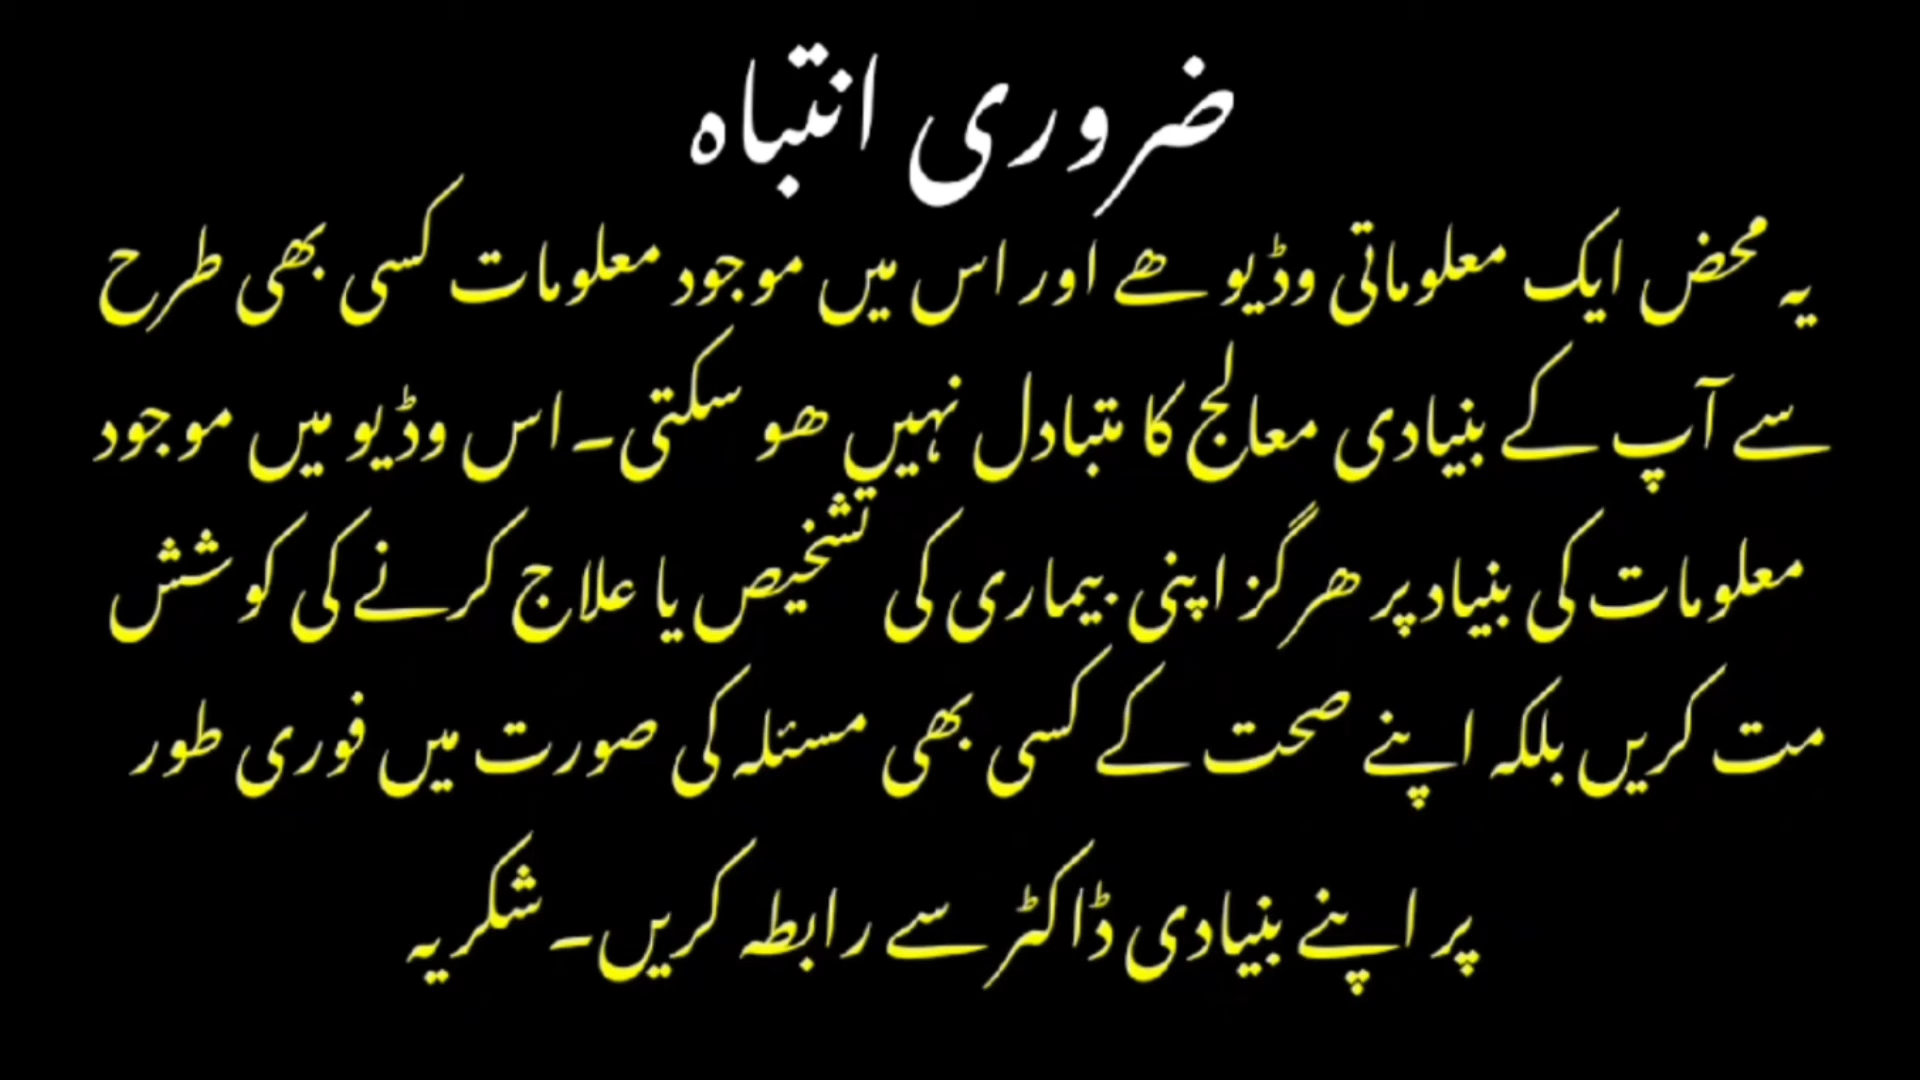 ضروری انتباہ
یہ محض ایک معلوماتی وڈیو ھے اور اس میں موجود معلومات کسی بھی طرح
سے آپ کے بنیادی معالج کا متبادل نہیں ھو سکتی۔ اس وڈیو میں موجود
معلومات کی بنیاد پر ھرگز اپنی بیماری کی تشخیص یا علاج کرنے کی کوشش
مت کریں بلکہ اپنے صحت کے کسی بھی مسئلہ کی صورت میں فوری طور
پر اپنے بنیادی ڈاکٹر سے رابطہ کریں۔ شکریہ